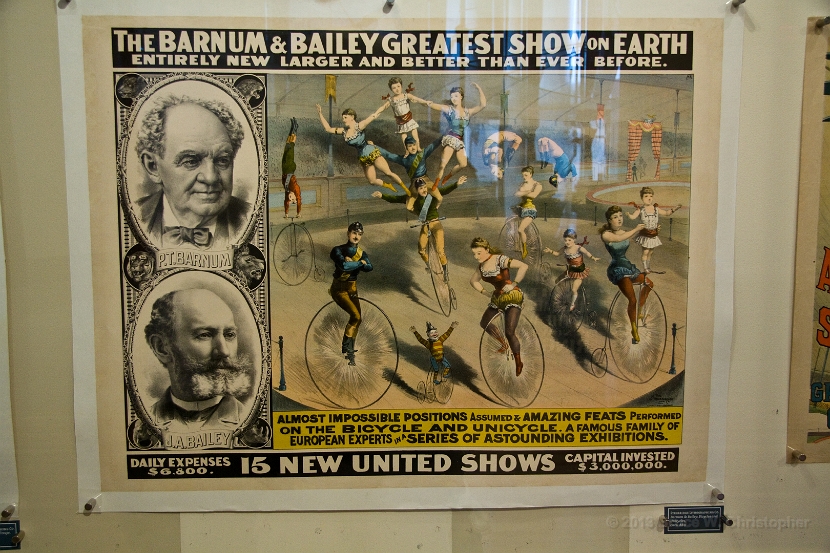 THE BARNUM & BAILEY GREATEST SHOW ON EARTH
ENTIRELY NEW LARGER AND BETTER THAN EVER BEFORE.
P.T. BARNUM
J.A. BAILEY
ALMOST IMPOSSIBLE POSITIONS ASSUMED & AMAZING FEATS PERFORMED
ON THE BICYCLE AND UNICYCLE. A FAMOUS FAMILY OF
EUROPEAN EXPERTS IN A SERIES OF ASTOUNDING EXHIBITIONS.
DAILY EXPENSES
$6.800.
15 NEW UNITED SHOWS
CAPITAL INVESTED
$3,000,000.
Christopher